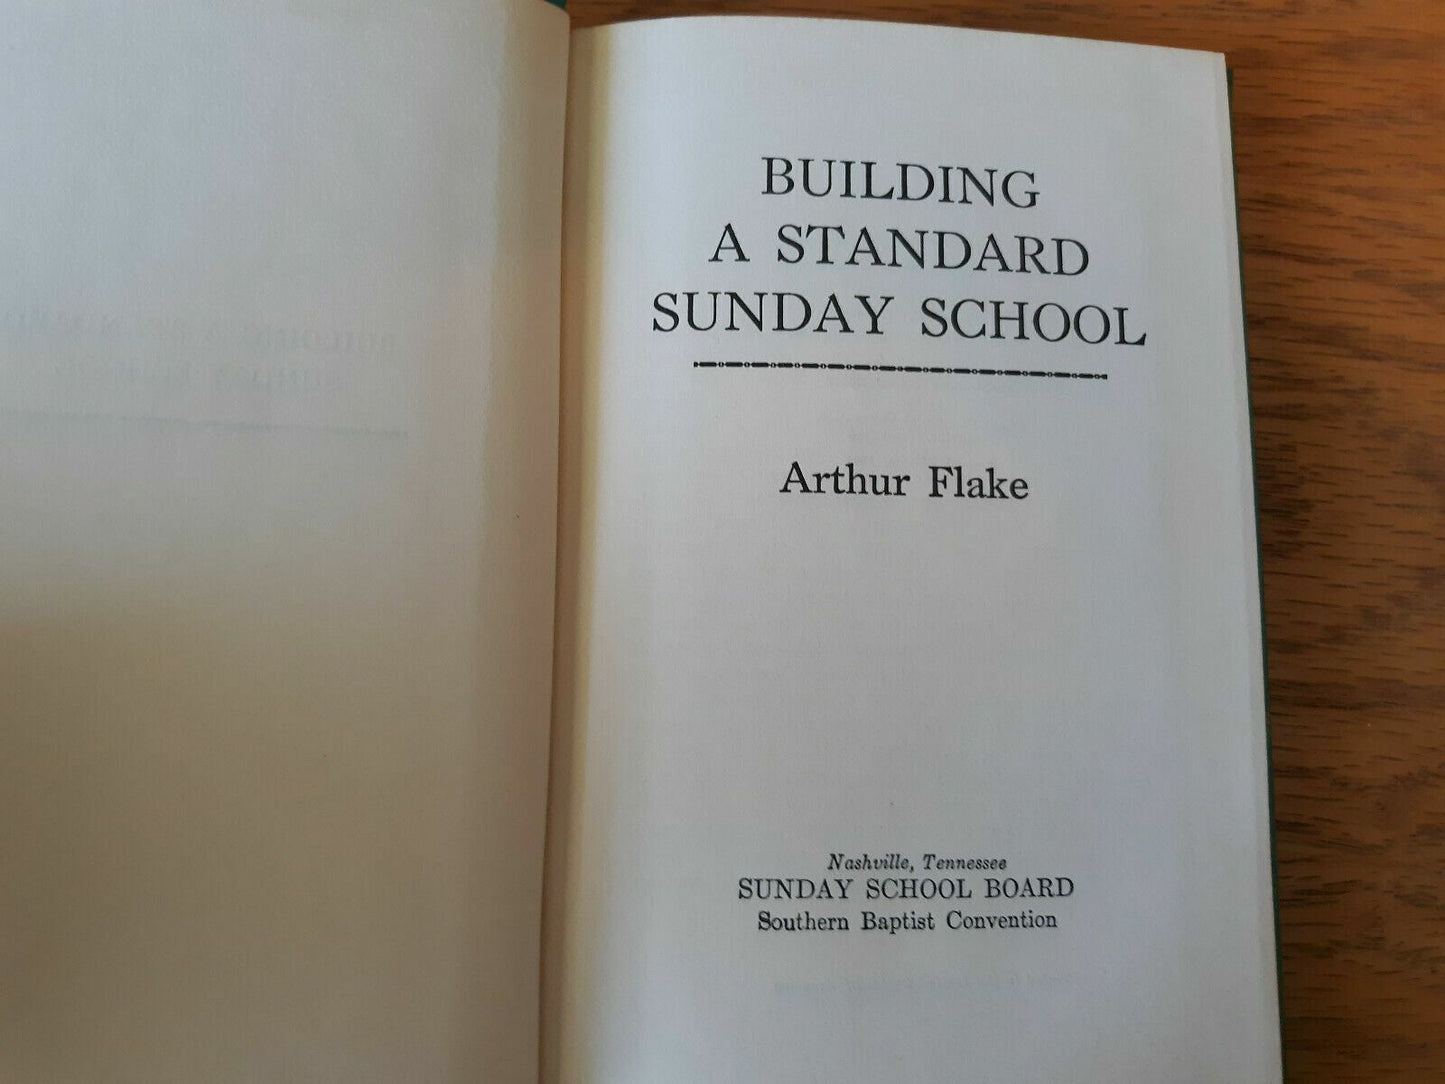 BUILDING
A STANDARD
SUNDAY SCHOOL
Arthur Flake
Nashville, Tennessee
SUNDAY SCHOOL BOARD
Southern Baptist Convention